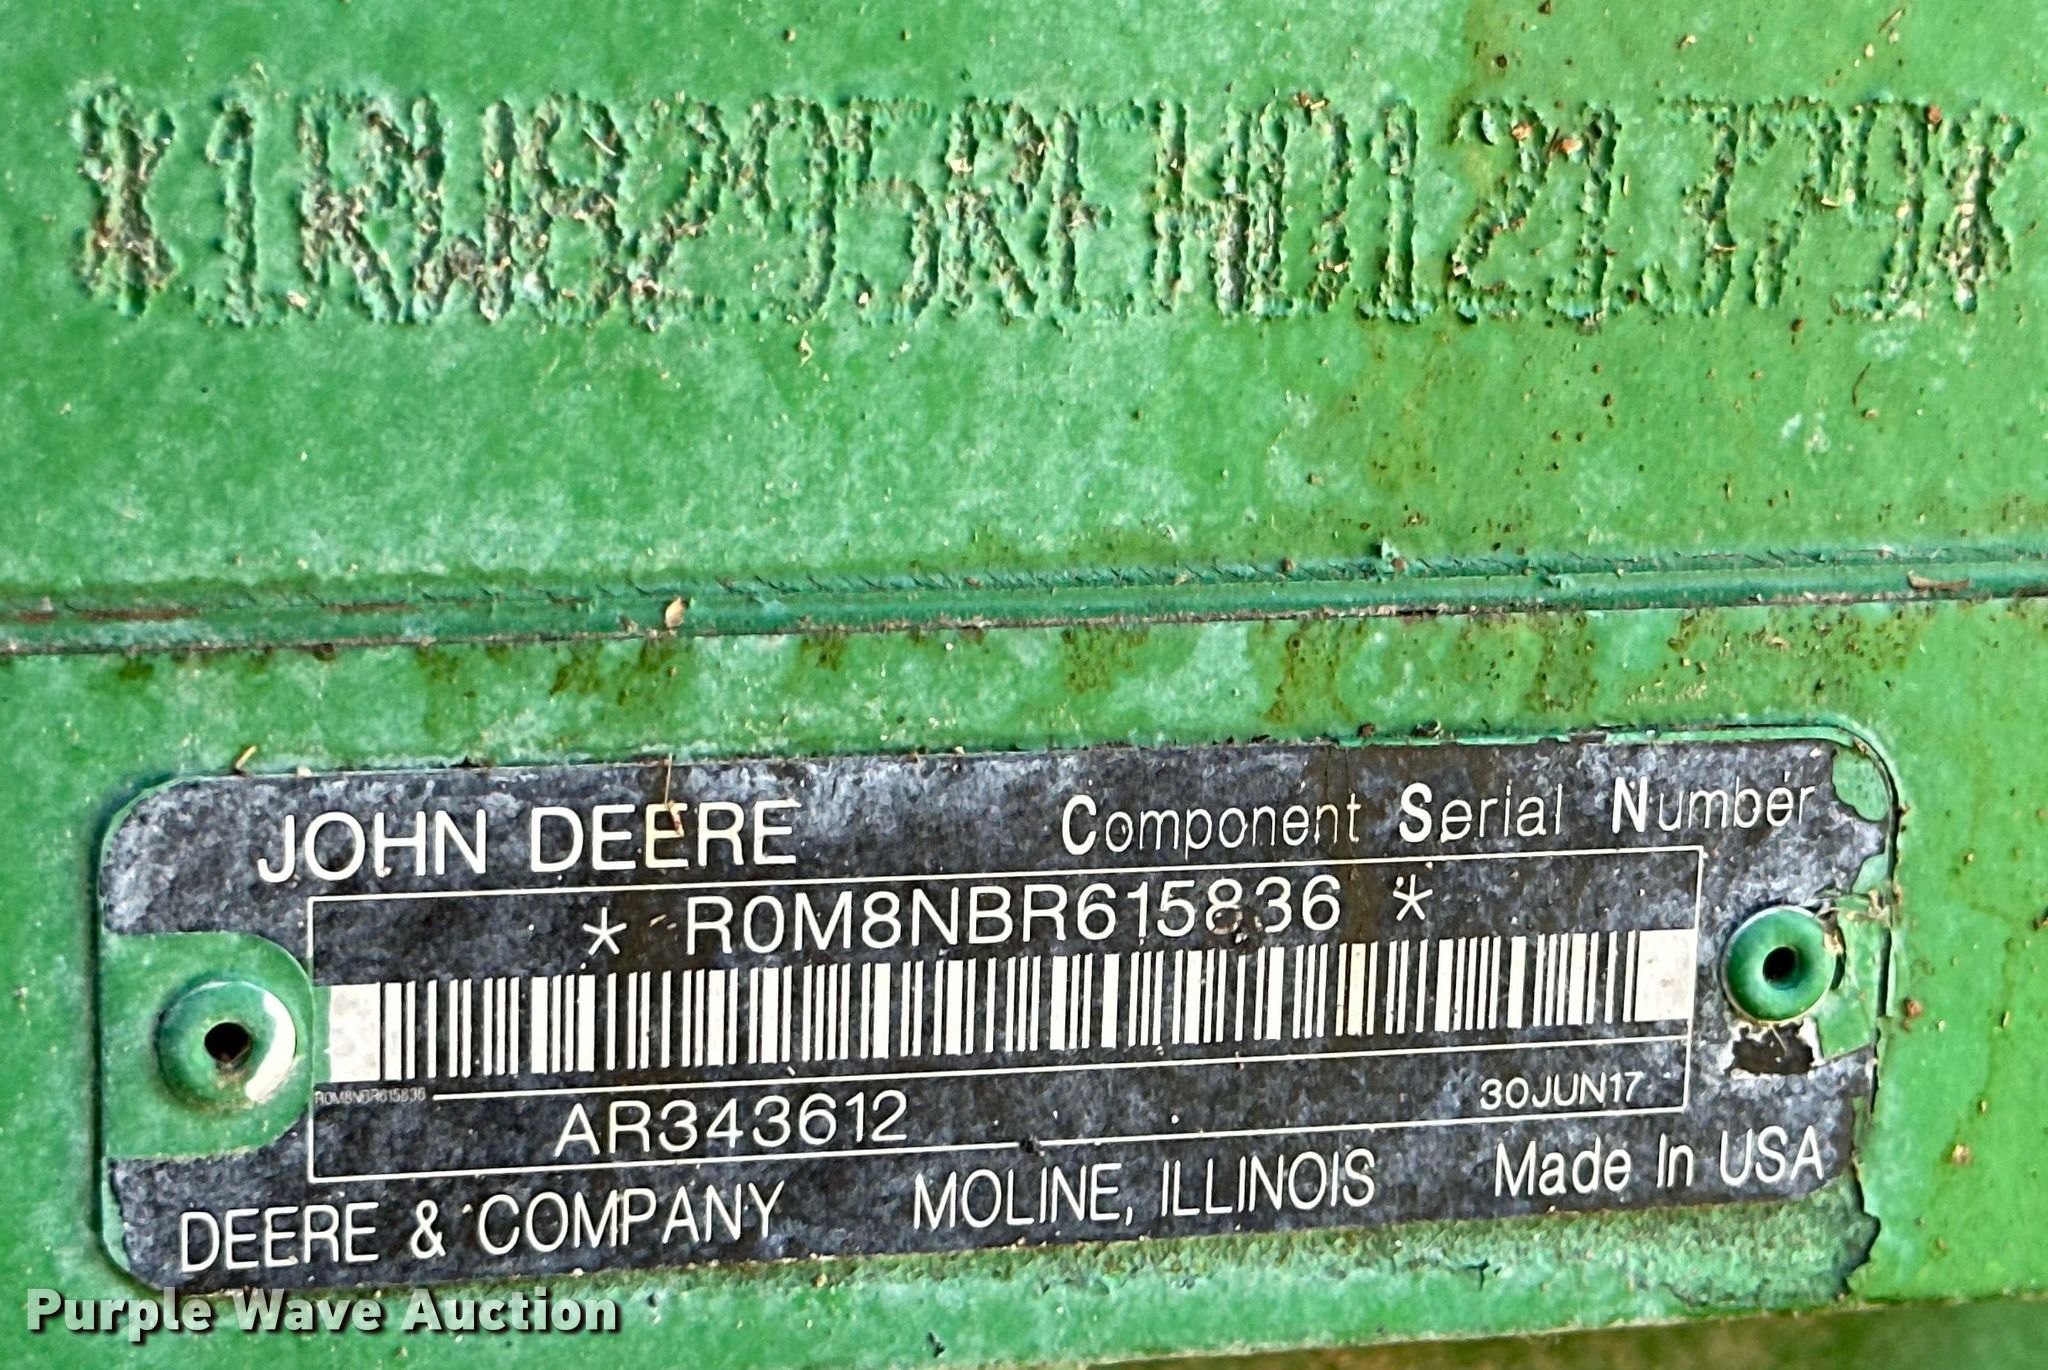 *1RW8295RFHD121379*
JOHN DEERE Component Serial Number
* R0M8NBR615836 *
R0M8NBR615836
AR343612 30JUN17
DEERE & COMPANY MOLINE, ILLINOIS Made In USA
Purple Wave Auction